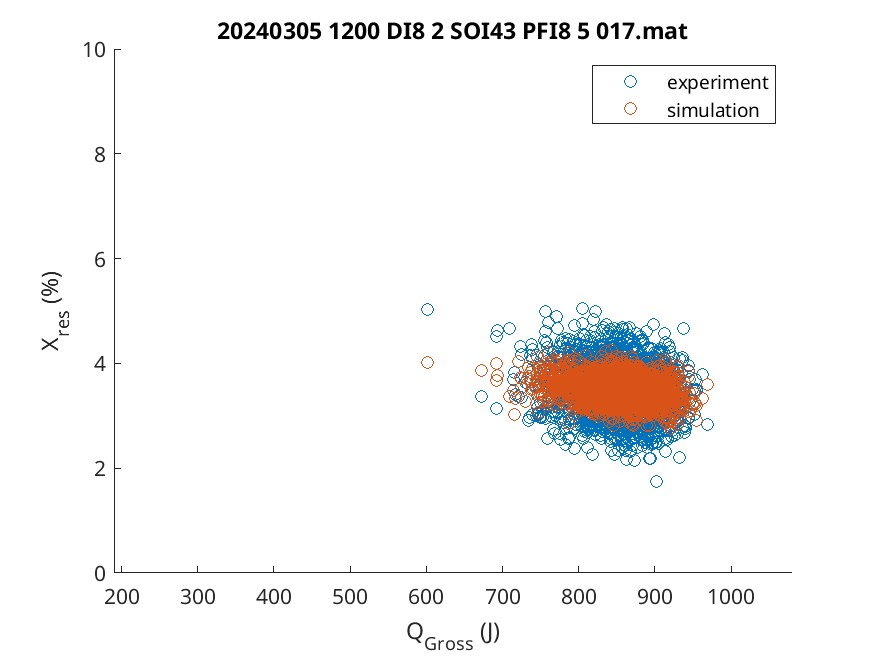 20240305 1200 DI8 2 SOI43 PFI8 5 017.mat
experiment
simulation
10
8
6
4
2
0
X_res (%)
200 300 400 500 600 700 800 900 1000
Q_Gross (J)